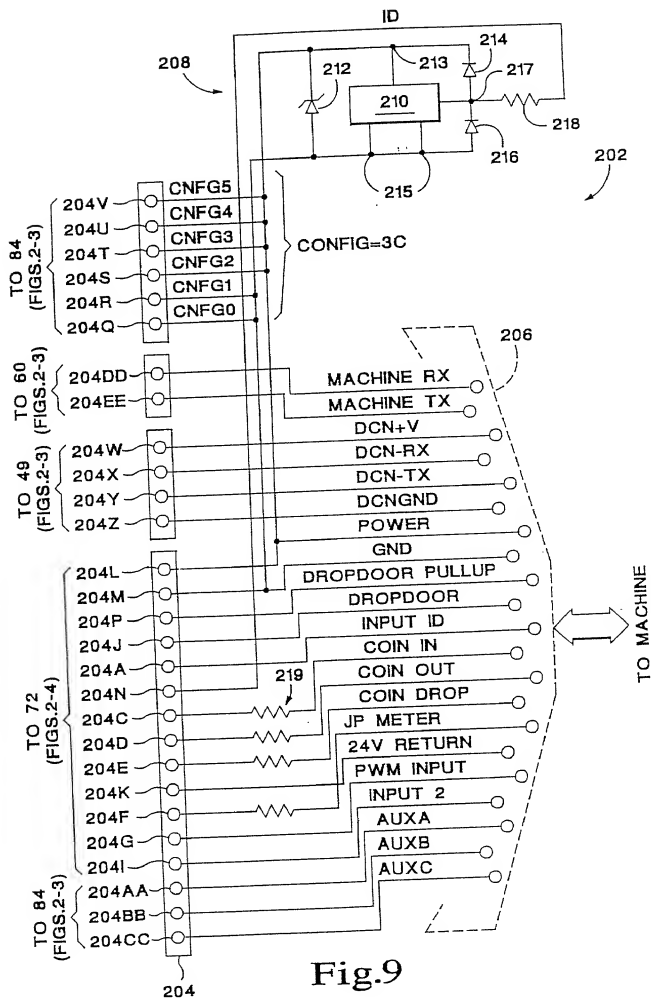 ID
208
212
213
214
217
210
218
216
215
202
TO 84
(FIGS.2-3)
204V
204U
204T
204S
204R
204Q
CNFG5
CNFG4
CNFG3
CNFG2
CNFG1
CNFG0
CONFIG=3C
206
TO 60
(FIGS.2-3)
204DD
204EE
MACHINE RX
MACHINE TX
TO 49
(FIGS.2-3)
204W
204X
204Y
204Z
DCN+V
DCN-RX
DCN-TX
DCNGND
POWER
GND
DROPDOOR PULLUP
DROPDOOR
INPUT ID
COIN IN
COIN OUT
COIN DROP
JP METER
24V RETURN
PWM INPUT
INPUT 2
AUXA
AUXB
AUXC
TO 72
(FIGS.2-4)
204L
204M
204P
204J
204A
204N
204C
204D
204E
204K
204F
204G
204I
219
TO 84
(FIGS.2-3)
204AA
204BB
204CC
204
TO MACHINE
Fig.9